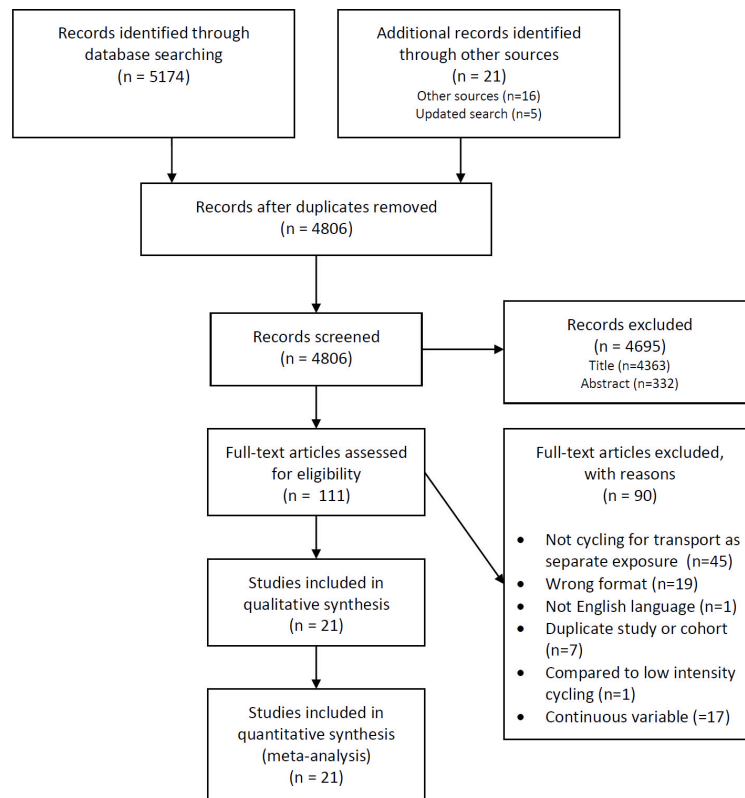 Records identified through
database searching
(n = 5174)
Additional records identified
through other sources
(n = 21)
Other sources (n=16)
Updated search (n=5)
Records after duplicates removed
(n = 4806)
Records screened
(n = 4806)
Records excluded
(n = 4695)
Title (n=4363)
Abstract (n=332)
Full-text articles assessed
for eligibility
(n = 111)
Full-text articles excluded,
with reasons
(n = 90)
• Not cycling for transport as
separate exposure (n=45)
• Wrong format (n=19)
• Not English language (n=1)
• Duplicate study or cohort
(n=7)
• Compared to low intensity
cycling (n=1)
• Continuous variable (=17)
Studies included in
qualitative synthesis
(n = 21)
Studies included in
quantitative synthesis
(meta-analysis)
(n = 21)